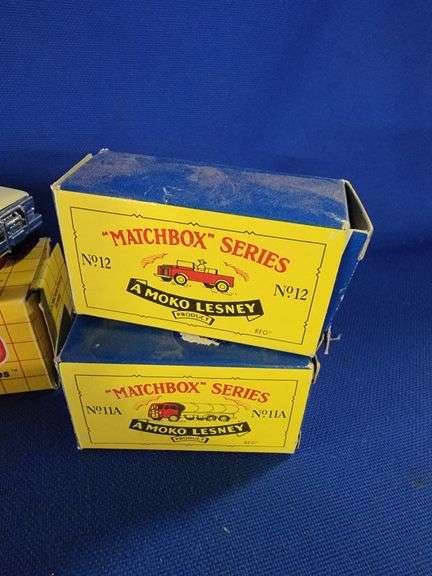 "MATCHBOX" SERIES
Nº12
Nº12
A MOKO LESNEY
PRODUCT
REGD
"MATCHBOX" SERIES
Nº11A
Nº11A
A MOKO LESNEY
PRODUCT
REGD